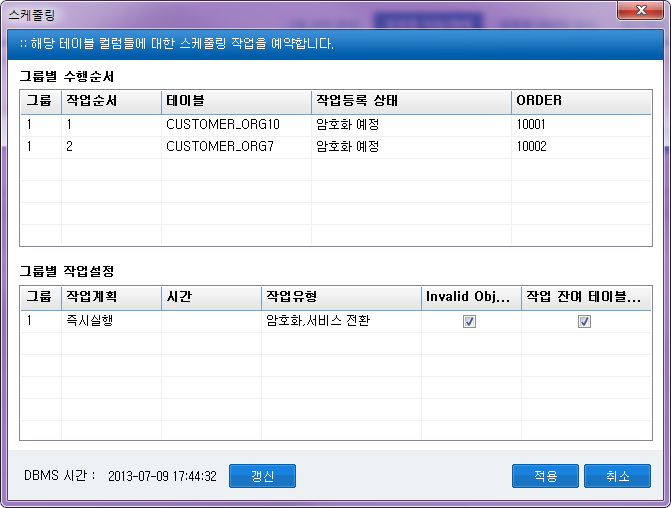 스케줄링
:: 해당 테이블 컬럼들에 대한 스케줄링 작업을 예약합니다.
그룹별 수행순서
그룹 작업순서 테이블 작업등록 상태 ORDER
1 1 CUSTOMER_ORG10 암호화 예정 10001
1 2 CUSTOMER_ORG7 암호화 예정 10002
그룹별 작업설정
그룹 작업계획 시간 작업유형 Invalid Obj... 작업 잔여 테이블...
1 즉시실행 암호화,서비스 전환
DBMS 시간 : 2013-07-09 17:44:32 갱신 적용 취소